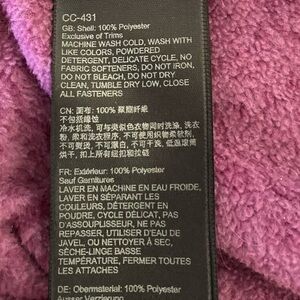 CC-431
GB: Shell: 100% Polyester
Exclusive of Trims
MACHINE WASH COLD, WASH WITH
LIKE COLORS, POWDERED
DETERGENT, DELICATE CYCLE, NO
FABRIC SOFTENERS, DO NOT IRON,
DO NOT BLEACH, DO NOT DRY
CLEAN, TUMBLE DRY LOW, CLOSE
ALL FASTENERS
CN: 面布: 100% 聚酯纤维
不包括缝饰
冷水机洗, 可与类似色衣物同时洗涤, 洗衣
粉, 柔和洗衣程序, 不可使用织物柔软剂,
不可熨烫, 不可漂白, 不可干洗, 低温滚筒
烘干, 扣上所有纽扣和拉链
FR: Extérieur: 100% Polyester
Sauf Garnitures
LAVER EN MACHINE EN EAU FROIDE,
LAVER EN SÉPARANT LES
COULEURS, DÉTERGENT EN
POUDRE, CYCLE DÉLICAT, PAS
D'ASSOUPLISSEUR, NE PAS
REPASSER, UTILISER D'EAU DE
JAVEL, OU NETTOYER À SEC,
SÈCHE-LINGE BASSE
TEMPÉRATURE, FERMER TOUTES
LES ATTACHES
DE: Obermaterial: 100% Polyester
Ausser Verzierung